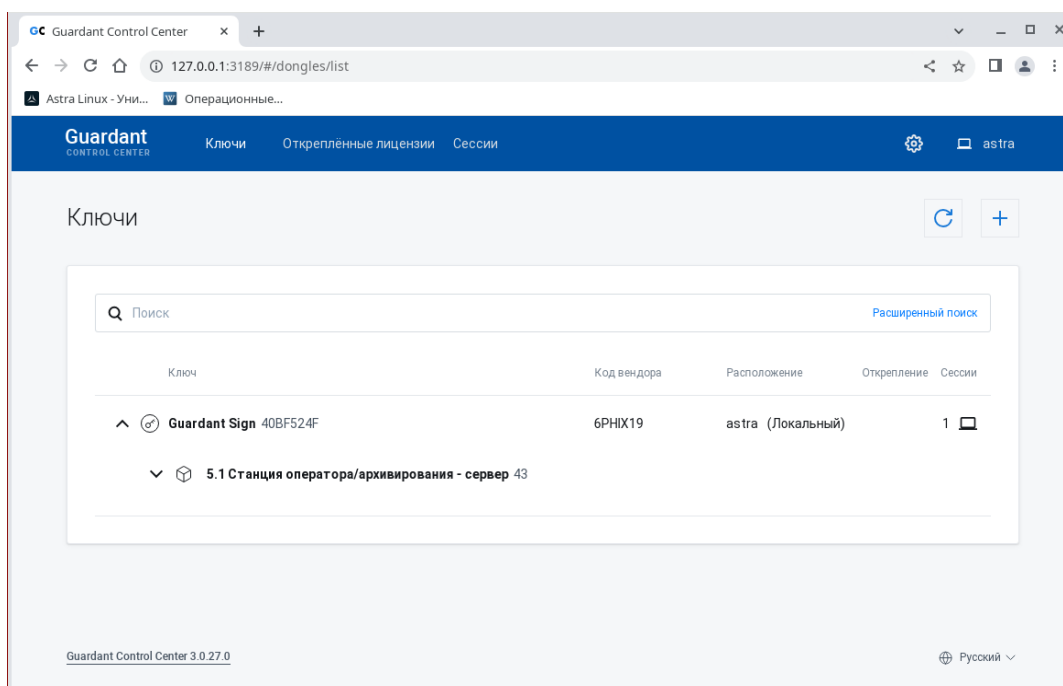 GC Guardant Control Center
127.0.0.1:3189/#/dongles/list
Astra Linux - Уни... W Операционные...
Guardant Ключи Откреплённые лицензии Сессии astra
CONTROL CENTER
Ключи
Поиск Расширенный поиск
Ключ Код вендора Расположение Открепление Сессии
Guardant Sign 40BF524F 6PHIX19 astra (Локальный) 1
5.1 Станция оператора/архивирования - сервер 43
Guardant Control Center 3.0.27.0 Русский